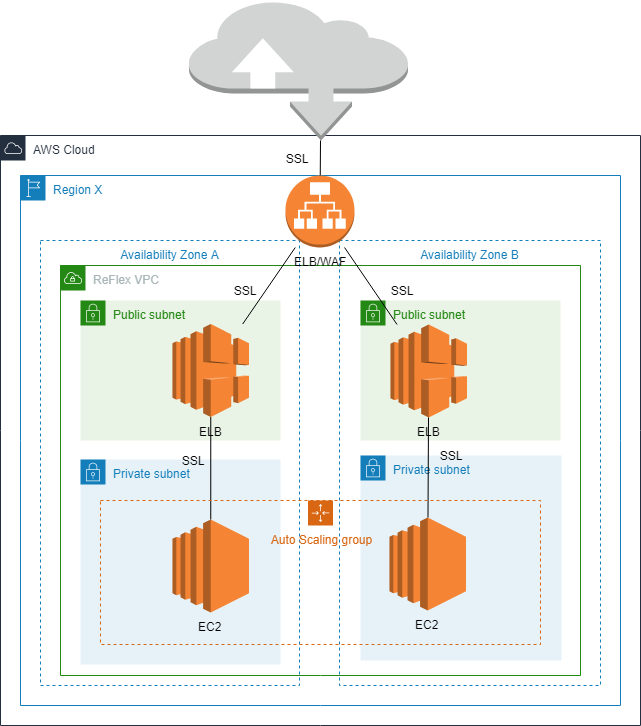 SSL
AWS Cloud
Region X
ELB/WAF
Availability Zone A
Availability Zone B
ReFlex VPC
SSL
SSL
Public subnet
Public subnet
ELB
ELB
SSL
SSL
Private subnet
Private subnet
Auto Scaling group
EC2
EC2